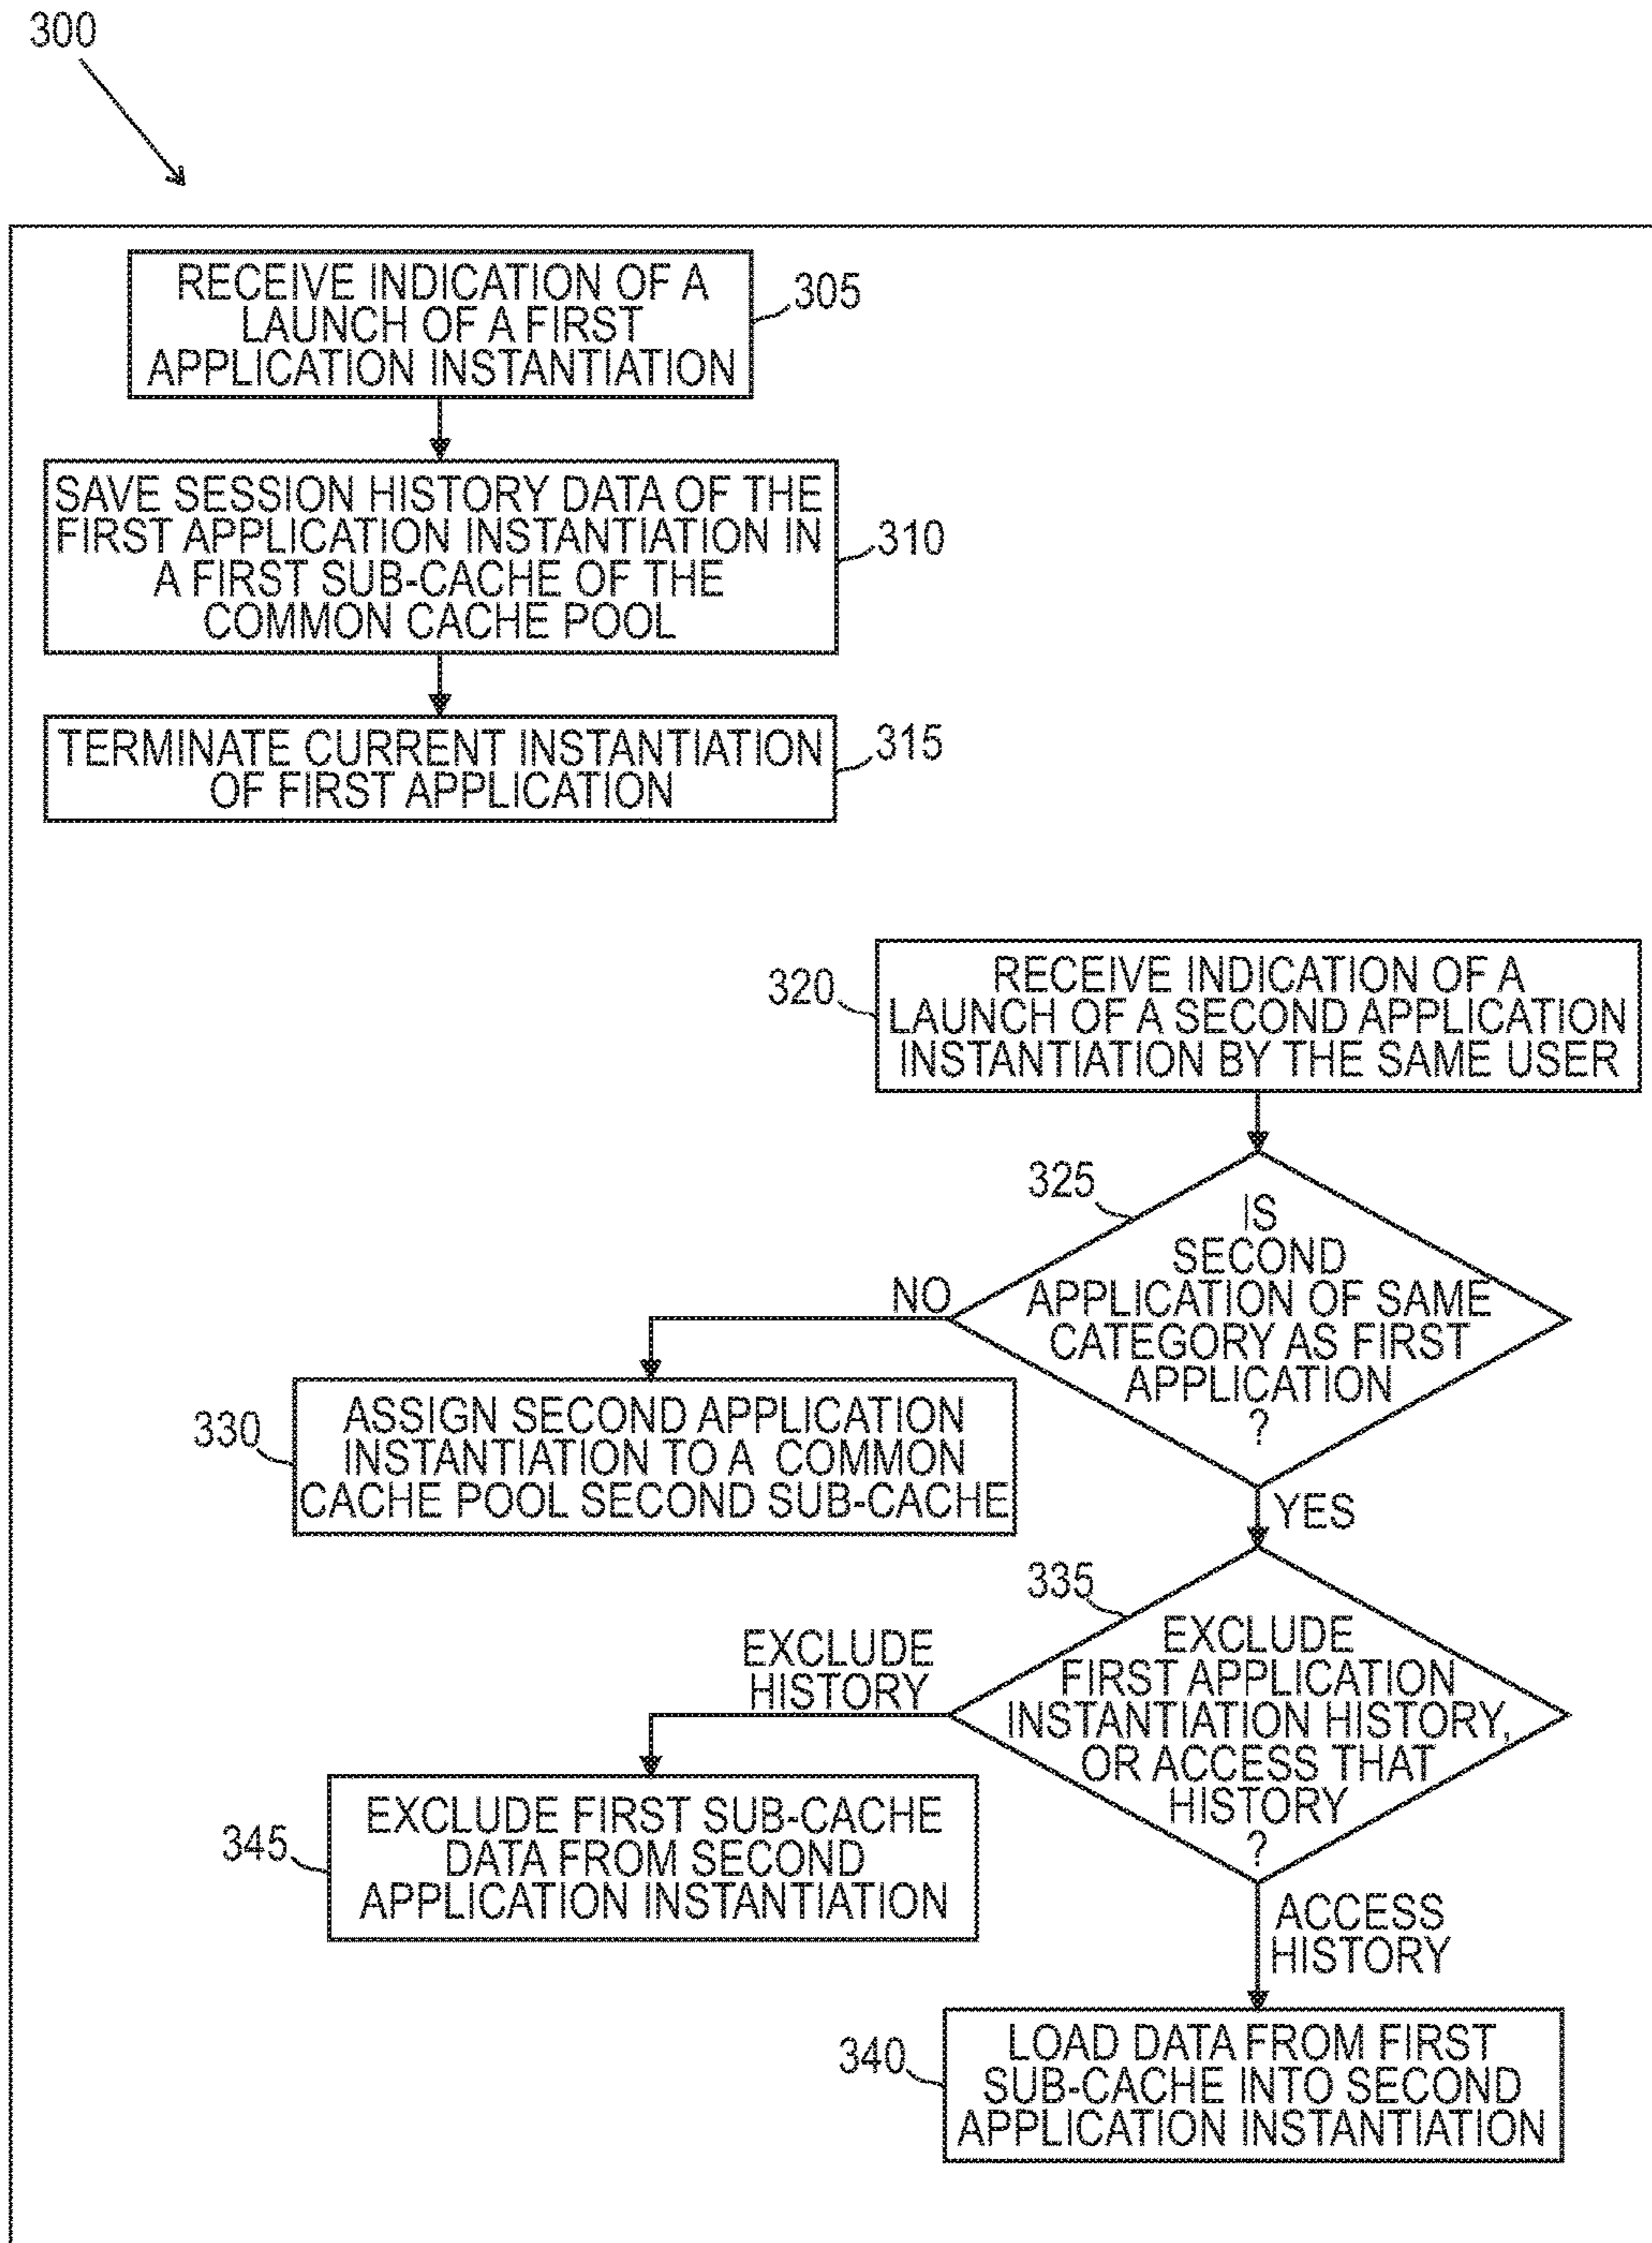 300
RECEIVE INDICATION OF A
LAUNCH OF A FIRST
APPLICATION INSTANTIATION
305
SAVE SESSION HISTORY DATA OF THE
FIRST APPLICATION INSTANTIATION IN
A FIRST SUB-CACHE OF THE
COMMON CACHE POOL
310
TERMINATE CURRENT INSTANTIATION
OF FIRST APPLICATION
315
320
RECEIVE INDICATION OF A
LAUNCH OF A SECOND APPLICATION
INSTANTIATION BY THE SAME USER
325
IS
SECOND
APPLICATION OF SAME
CATEGORY AS FIRST
APPLICATION
?
NO
330
ASSIGN SECOND APPLICATION
INSTANTIATION TO A COMMON
CACHE POOL SECOND SUB-CACHE
YES
335
EXCLUDE
FIRST APPLICATION
INSTANTIATION HISTORY,
OR ACCESS THAT
HISTORY
?
EXCLUDE
HISTORY
345
EXCLUDE FIRST SUB-CACHE
DATA FROM SECOND
APPLICATION INSTANTIATION
ACCESS
HISTORY
340
LOAD DATA FROM FIRST
SUB-CACHE INTO SECOND
APPLICATION INSTANTIATION